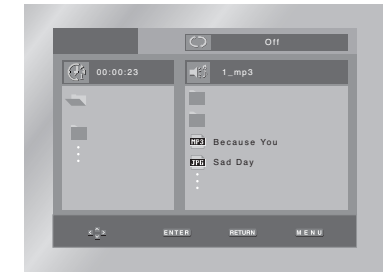 Off
00:00:23
1_mp3
MP3 Because You
JPG Sad Day
ENTER RETURN MENU